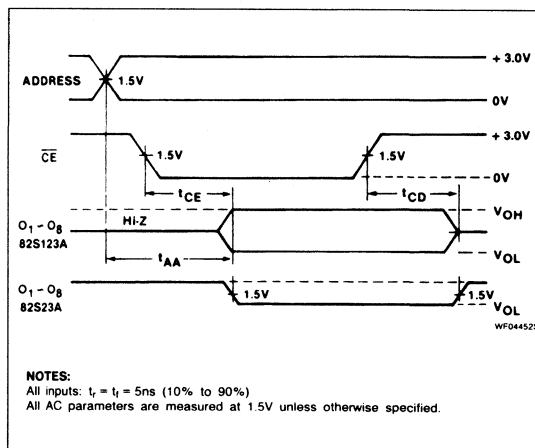 + 3.0V
ADDRESS
1.5V
0V
+ 3.0V
CE
1.5V
1.5V
0V
tCE
tCD
VOH
Hi-Z
O1 - O8
82S123A
VOL
tAA
O1 - O8
82S23A
1.5V
1.5V
VOL
WF04452S
NOTES:
All inputs: tr = tf = 5ns (10% to 90%)
All AC parameters are measured at 1.5V unless otherwise specified.